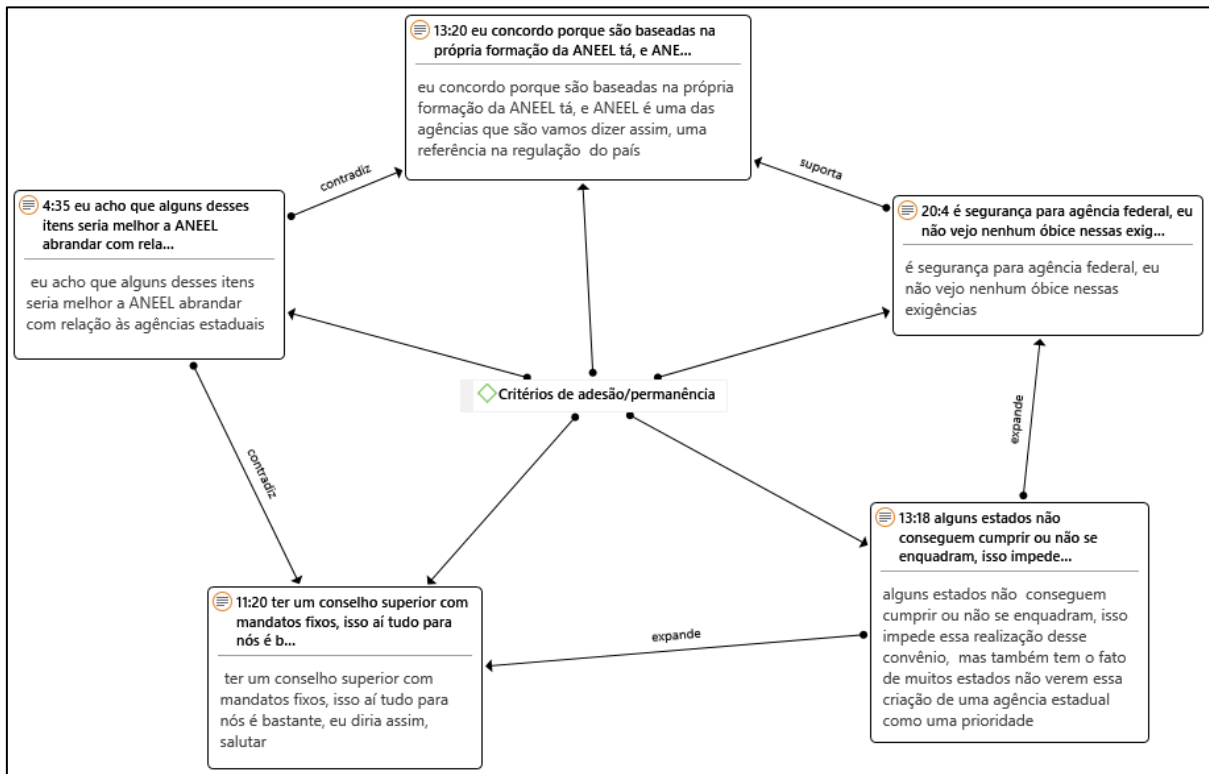 13:20 eu concordo porque são baseadas na
própria formação da ANEEL tá, e ANE...
eu concordo porque são baseadas na própria
formação da ANEEL tá, e ANEEL é uma das
agências que são vamos dizer assim, uma
referência na regulação do país
contradiz
suporta
4:35 eu acho que alguns desses
itens seria melhor a ANEEL
abrandar com rela...
eu acho que alguns desses itens
seria melhor a ANEEL abrandar
com relação às agências estaduais
20:4 é segurança para agência federal, eu
não vejo nenhum óbice nessas exig...
é segurança para agência federal, eu
não vejo nenhum óbice nessas
exigências
Critérios de adesão/permanência
contradiz
expande
13:18 alguns estados não
conseguem cumprir ou não se
enquadram, isso impede...
alguns estados não conseguem
cumprir ou não se enquadram, isso
impede essa realização desse
convênio, mas também tem o fato
de muitos estados não verem essa
criação de uma agência estadual
como uma prioridade
11:20 ter um conselho superior com
mandatos fixos, isso aí tudo para
nós é b...
ter um conselho superior com
mandatos fixos, isso aí tudo para
nós é bastante, eu diria assim,
salutar
expande